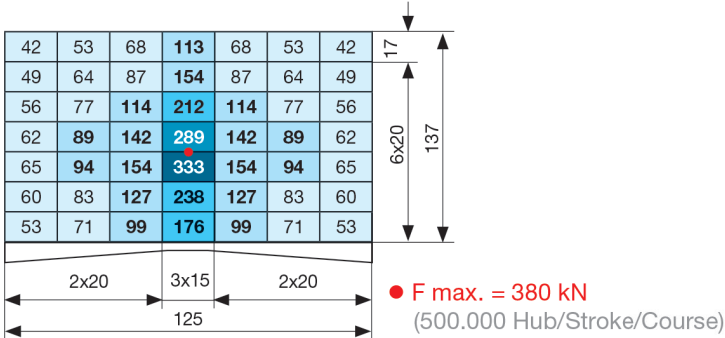 42 53 68 113 68 53 42
49 64 87 154 87 64 49
56 77 114 212 114 77 56
62 89 142 289 142 89 62
65 94 154 333 154 94 65
60 83 127 238 127 83 60
53 71 99 176 99 71 53
17
6x20
137
2x20 3x15 2x20
125
F max. = 380 kN
(500.000 Hub/Stroke/Course)